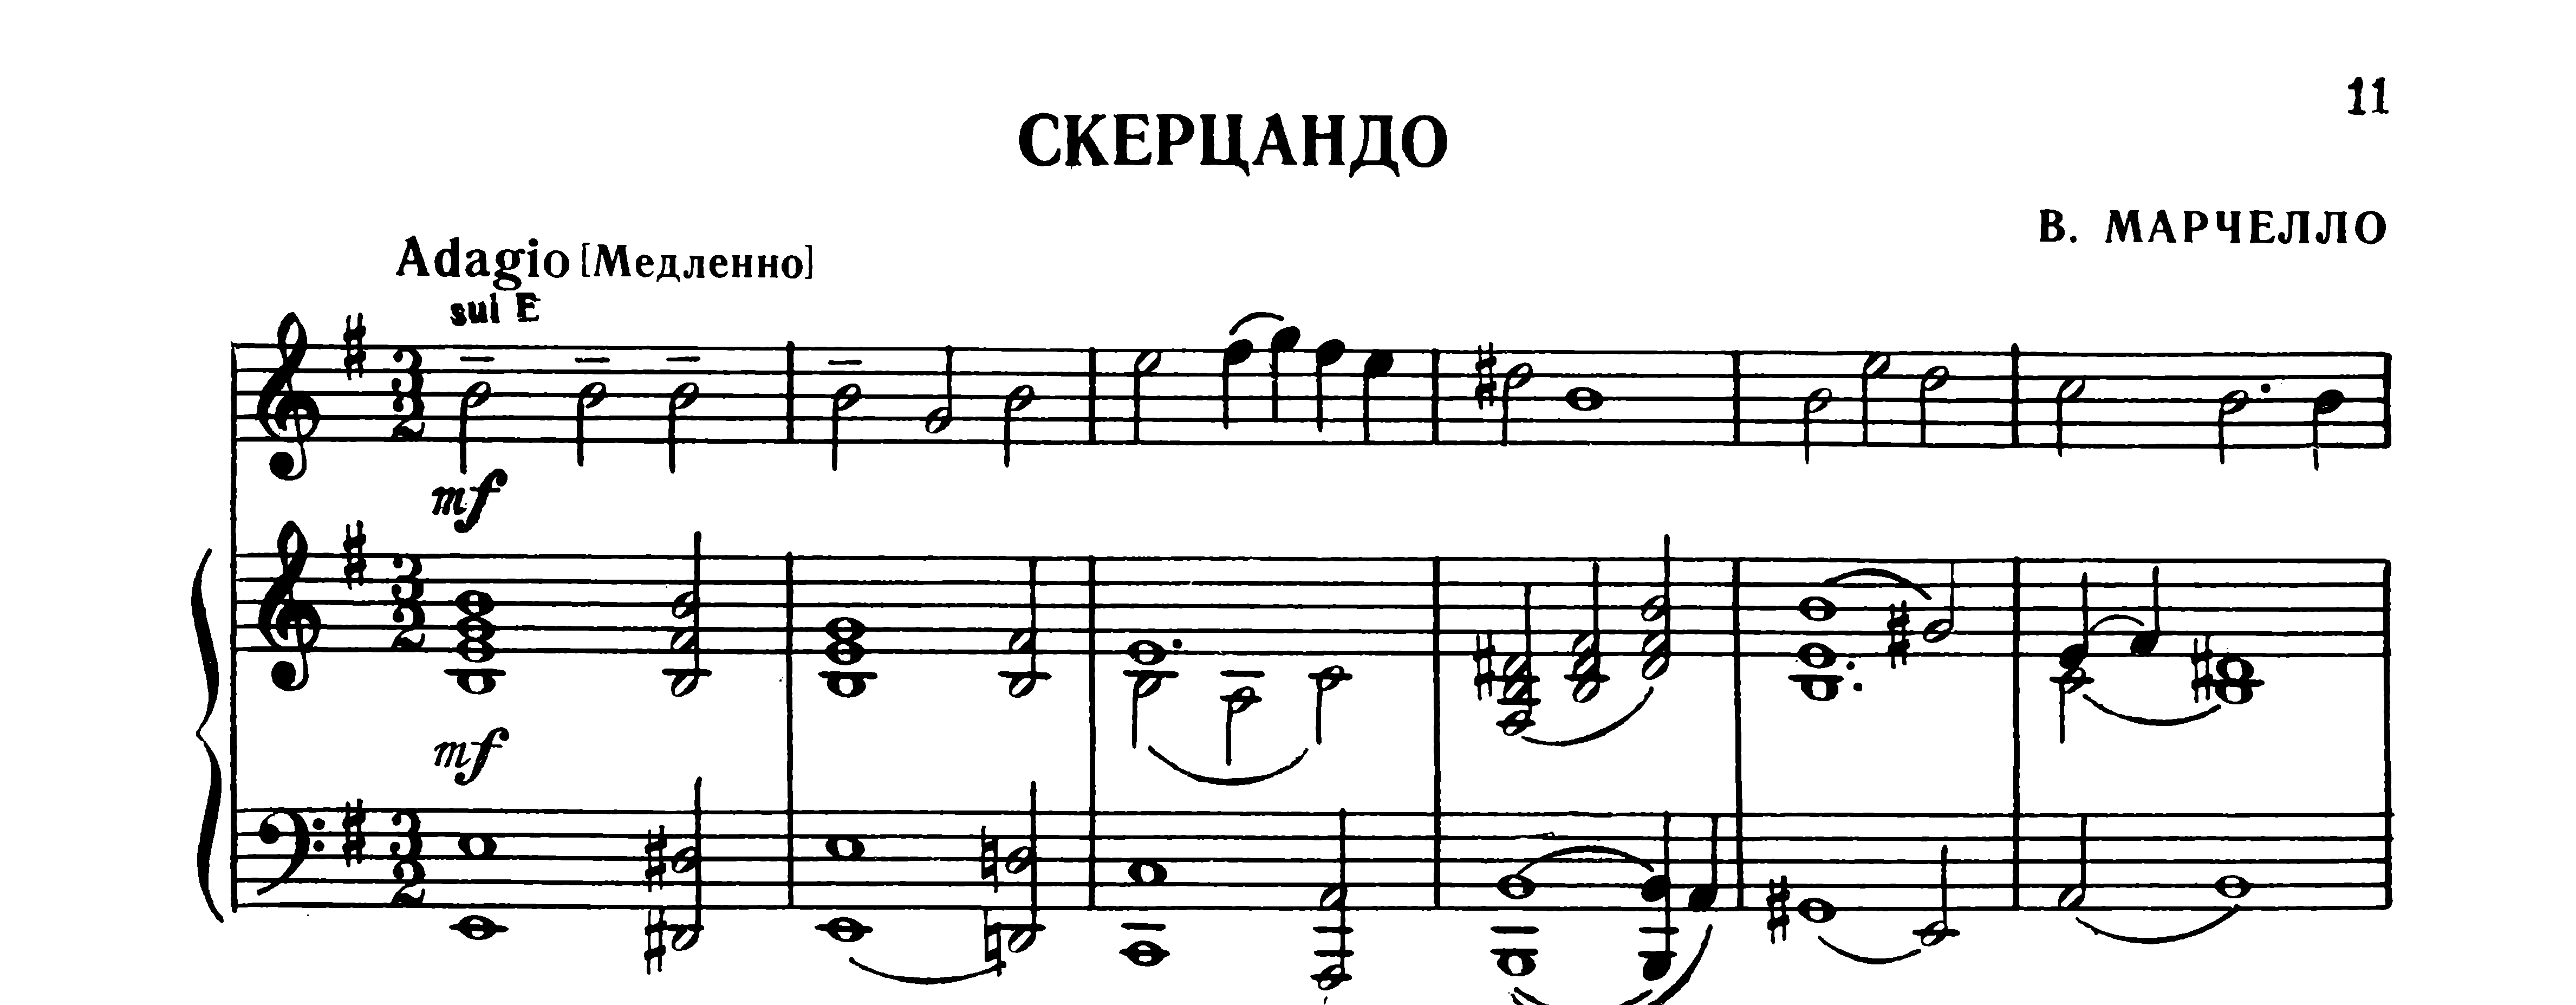 11
СКЕРЦАНДО
В. МАРЧЕЛЛО
Adagio [Медленно]
sul E
mf
mf